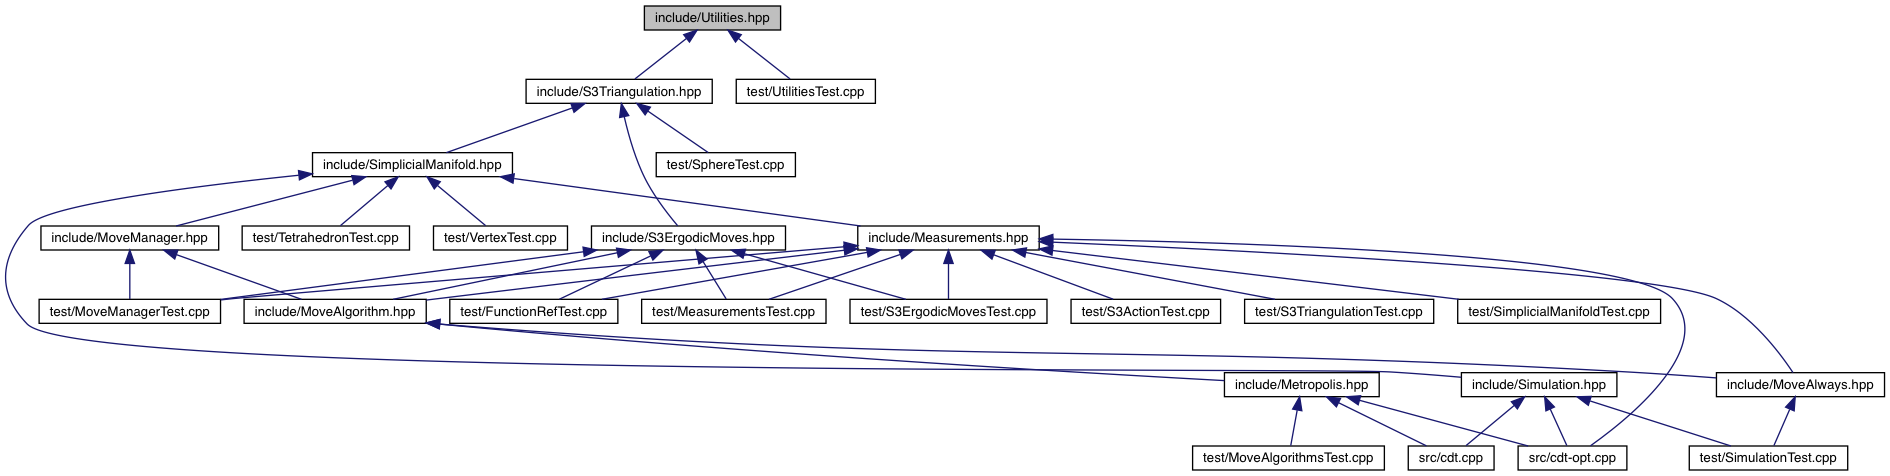 include/Utilities.hpp
include/S3Triangulation.hpp
test/UtilitiesTest.cpp
include/SimplicialManifold.hpp
test/SphereTest.cpp
include/MoveManager.hpp
test/TetrahedronTest.cpp
test/VertexTest.cpp
include/S3ErgodicMoves.hpp
include/Measurements.hpp
test/MoveManagerTest.cpp
include/MoveAlgorithm.hpp
test/FunctionRefTest.cpp
test/MeasurementsTest.cpp
test/S3ErgodicMovesTest.cpp
test/S3ActionTest.cpp
test/S3TriangulationTest.cpp
test/SimplicialManifoldTest.cpp
include/Metropolis.hpp
include/Simulation.hpp
include/MoveAlways.hpp
test/MoveAlgorithmsTest.cpp
src/cdt.cpp
src/cdt-opt.cpp
test/SimulationTest.cpp